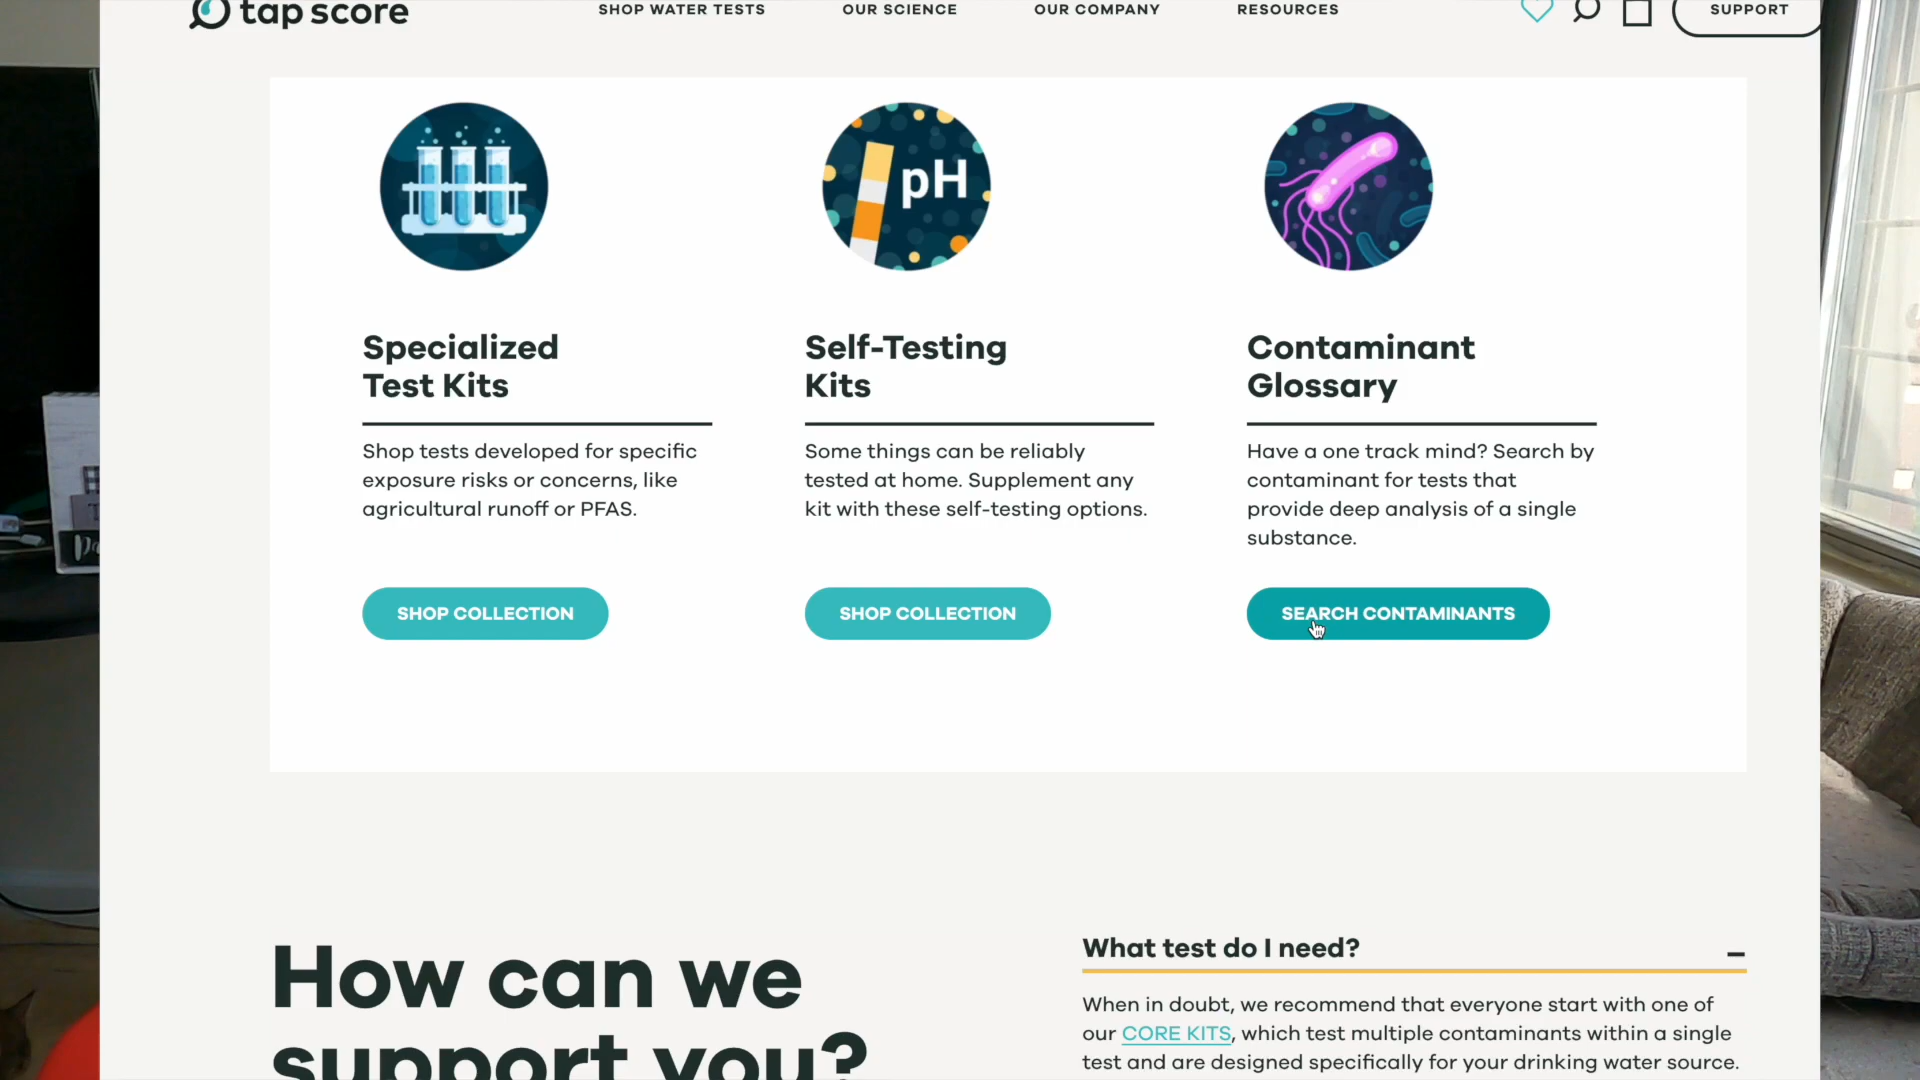 tap score
SHOP WATER TESTS
OUR SCIENCE
OUR COMPANY
RESOURCES
SUPPORT
pH
Specialized
Test Kits
Shop tests developed for specific
exposure risks or concerns, like
agricultural runoff or PFAS.
SHOP COLLECTION
Self-Testing
Kits
Some things can be reliably
tested at home. Supplement any
kit with these self-testing options.
SHOP COLLECTION
Contaminant
Glossary
Have a one track mind? Search by
contaminant for tests that
provide deep analysis of a single
substance.
SEARCH CONTAMINANTS
How can we
support you?
What test do I need?
When in doubt, we recommend that everyone start with one of
our CORE KITS, which test multiple contaminants within a single
test and are designed specifically for your drinking water source.